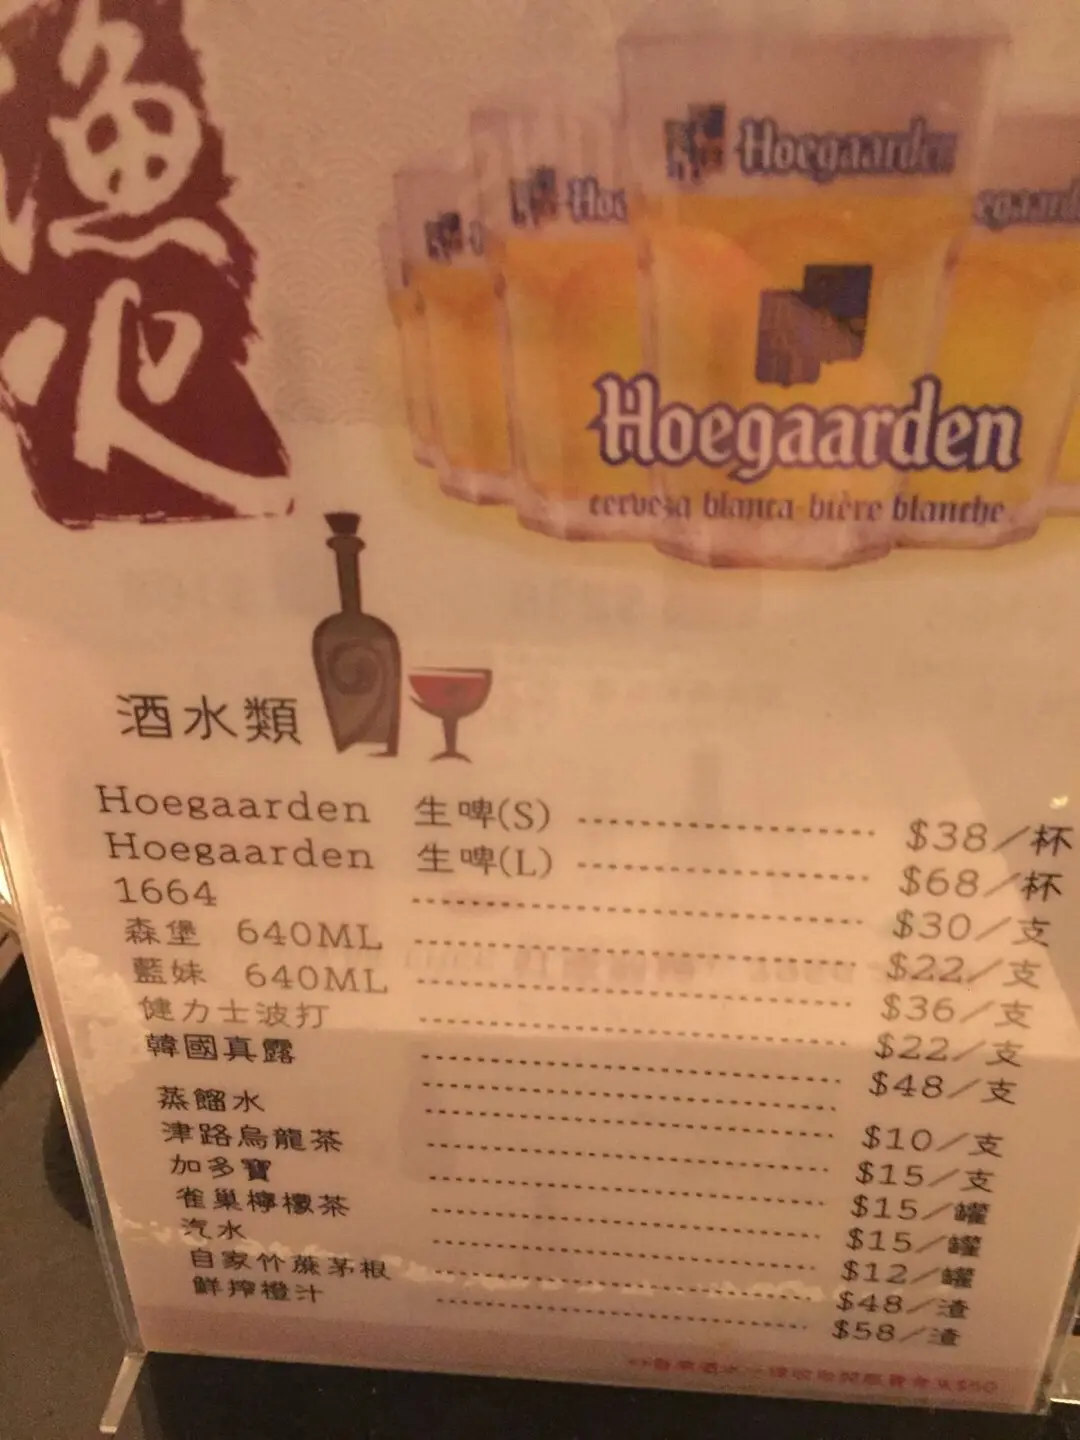 漁火
Hoegaarden
Hoegaarden
cerveza blanca-bière blanche
酒水類
Hoegaarden 生啤(S) $38/杯
Hoegaarden 生啤(L) $68/杯
1664 $30/支
森堡 640ML $22/支
藍妹 640ML $36/支
健力士波打 $22/支
韓國真露 $48/支
蒸餾水 $10/支
津路烏龍茶 $15/支
加多寶 $15/罐
雀巢檸檬茶 $15/罐
汽水 $12/罐
自家竹蔗茅根 $48/渣
鮮搾橙汁 $58/渣